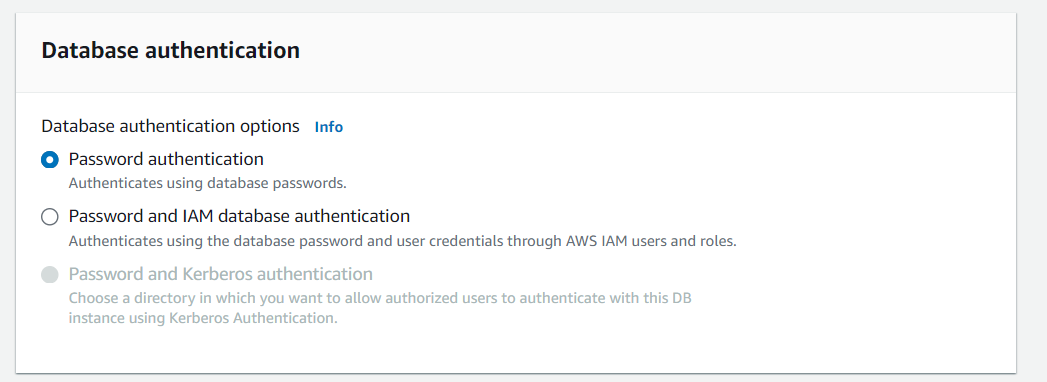 Database authentication
Database authentication options Info
Password authentication
Authenticates using database passwords.
Password and IAM database authentication
Authenticates using the database password and user credentials through AWS IAM users and roles.
Password and Kerberos authentication
Choose a directory in which you want to allow authorized users to authenticate with this DB
instance using Kerberos Authentication.